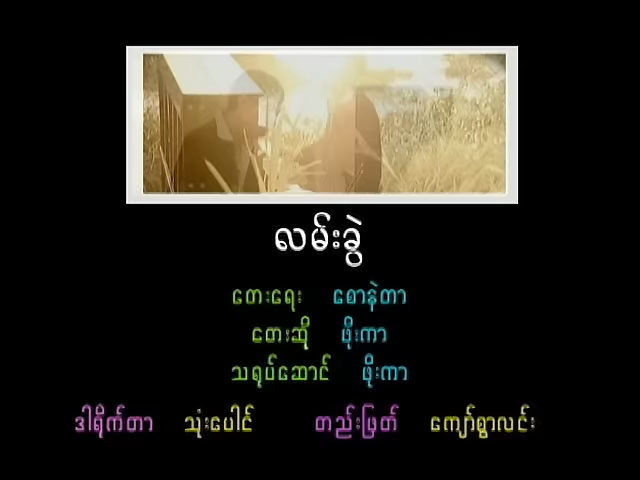 လမ်းခွဲ
တေးရေး စောနဲတာ
တေးဆို ဖိုးကာ
သရုပ်ဆောင် ဖိုးကာ
ဒါရိုက်တာ သုံးပေါင် တည်းဖြတ် ကျော်စွာလင်း